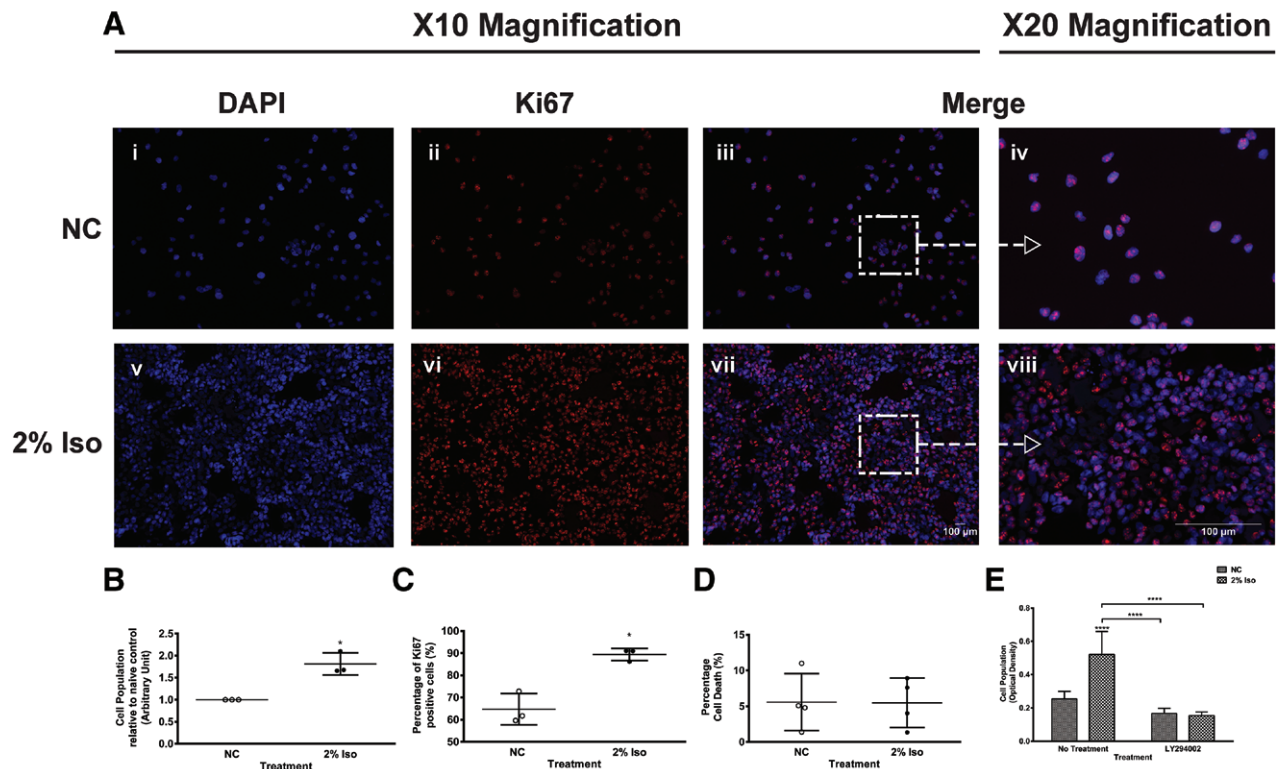 A
X10 Magnification
X20 Magnification
DAPI
Ki67
Merge
NC
i
ii
iii
iv
2% Iso
v
vi
vii
viii
100 µm
100 µm
B
Cell Population
relative to naive control
(Arbitrary Unit)
2.5
2.0
1.5
1.0
0.5
0.0
*
NC
2% Iso
Treatment
C
Percentage of Ki67
positive cells (%)
100
90
80
70
60
50
*
NC
2% Iso
Treatment
D
Percentage
Cell Death (%)
15
10
5
0
NC
2% Iso
Treatment
E
NC
2% Iso
Cell Population
(Optical Density)
0.8
0.6
0.4
0.2
0.0
****
****
****
No Treatment
LY294002
Treatment